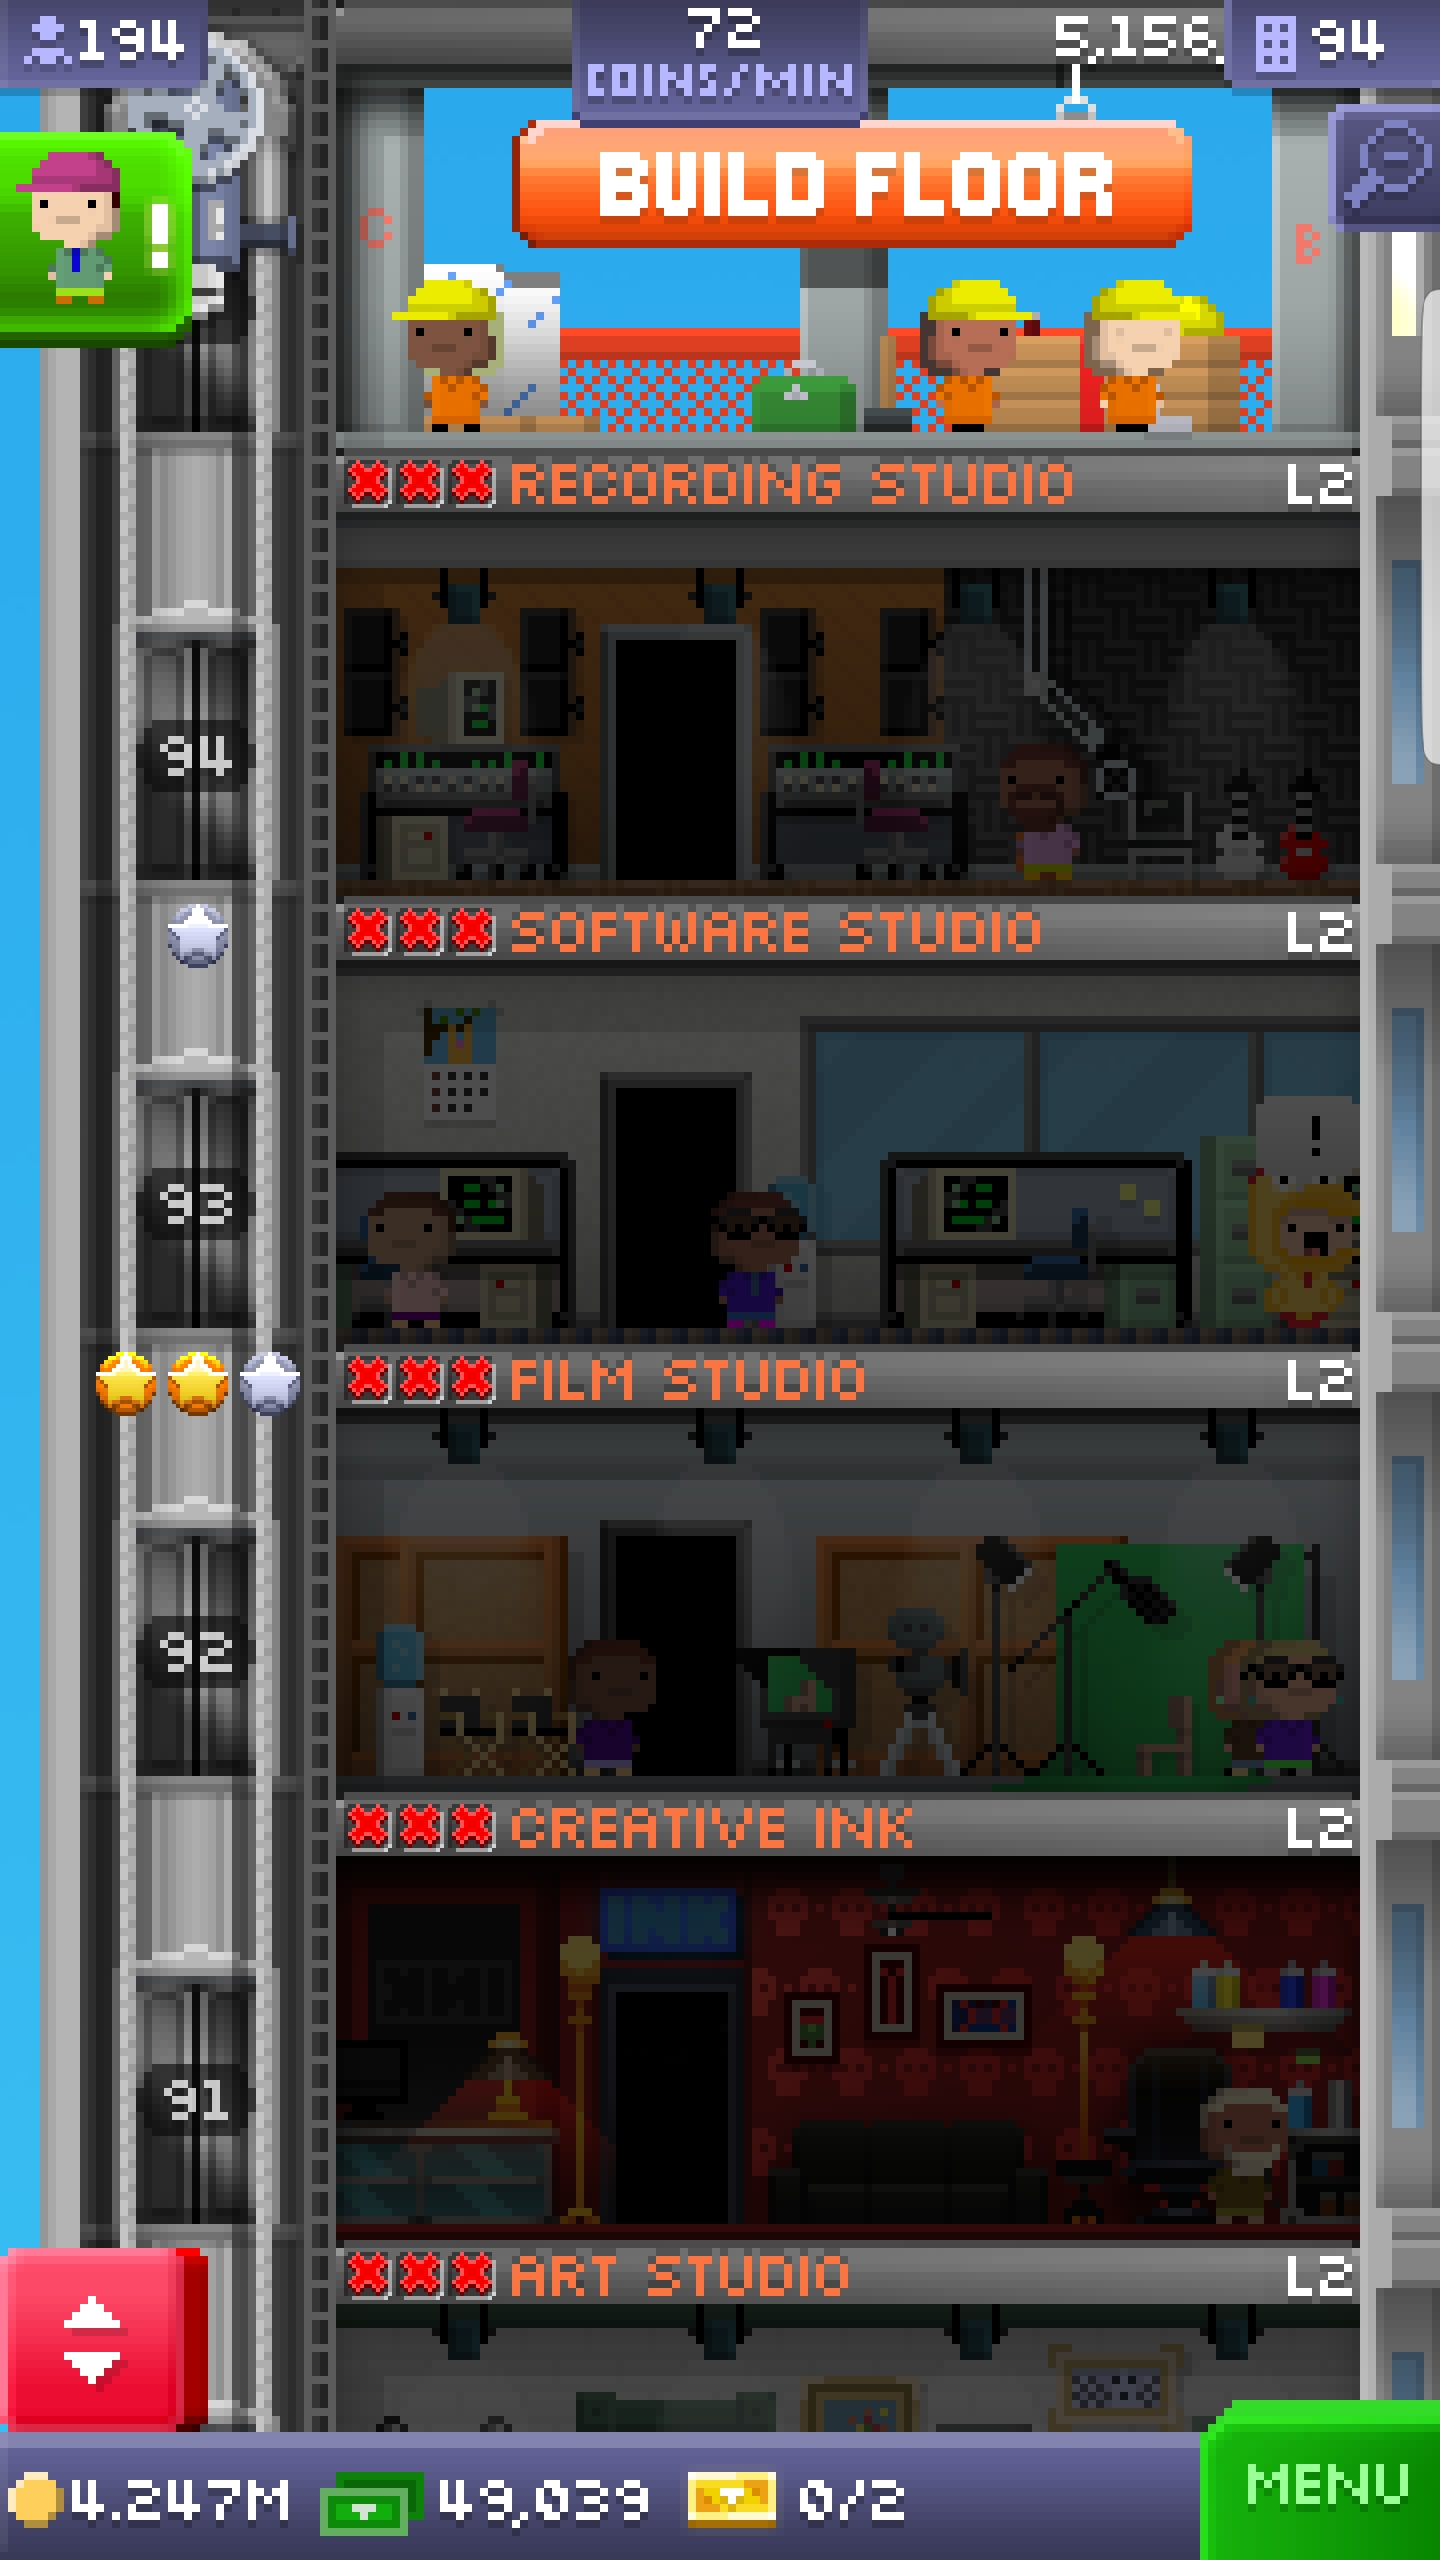 194
72
COINS/MIN
5,156,
94
BUILD FLOOR
!
C
B
RECORDING STUDIO
L2
94
SOFTWARE STUDIO
L2
!
93
FILM STUDIO
L2
92
CREATIVE INK
L2
INK
91
ART STUDIO
L2
4.247M
49,039
0/2
MENU